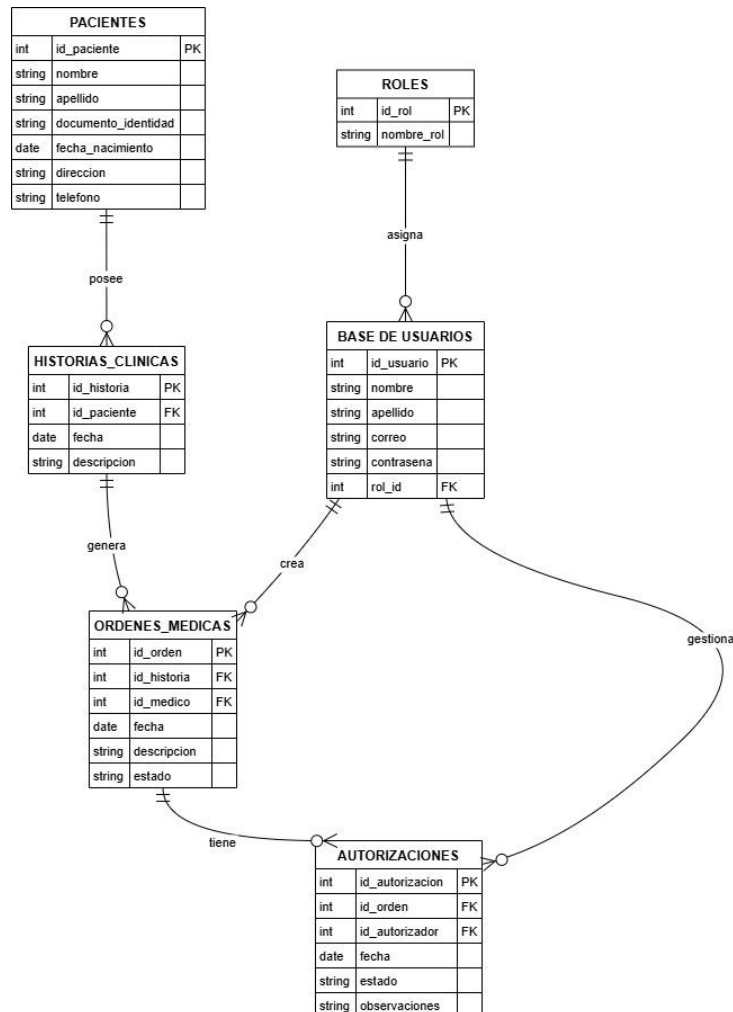 PACIENTES
int id_paciente PK
string nombre
string apellido
string documento_identidad
date fecha_nacimiento
string direccion
string telefono
ROLES
int id_rol PK
string nombre_rol
posee
asigna
HISTORIAS_CLINICAS
int id_historia PK
int id_paciente FK
date fecha
string descripcion
BASE DE USUARIOS
int id_usuario PK
string nombre
string apellido
string correo
string contrasena
int rol_id FK
genera
crea
gestiona
ORDENES_MEDICAS
int id_orden PK
int id_historia FK
int id_medico FK
date fecha
string descripcion
string estado
tiene
AUTORIZACIONES
int id_autorizacion PK
int id_orden FK
int id_autorizador FK
date fecha
string estado
string observaciones